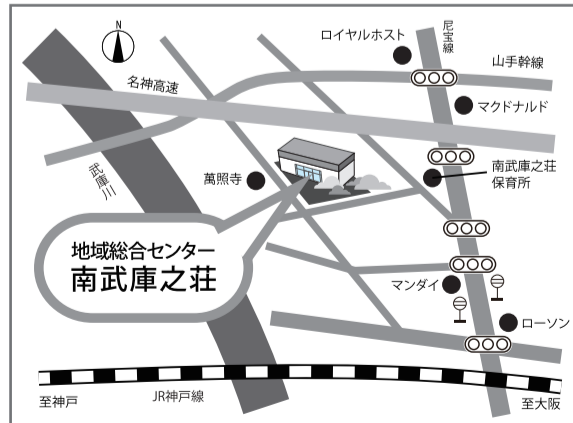 N
ロイヤルホスト
尼宝線
山手幹線
名神高速
マクドナルド
武庫川
萬照寺
南武庫之荘
保育所
地域総合センター
南武庫之荘
マンダイ
ローソン
至神戸
JR神戸線
至大阪